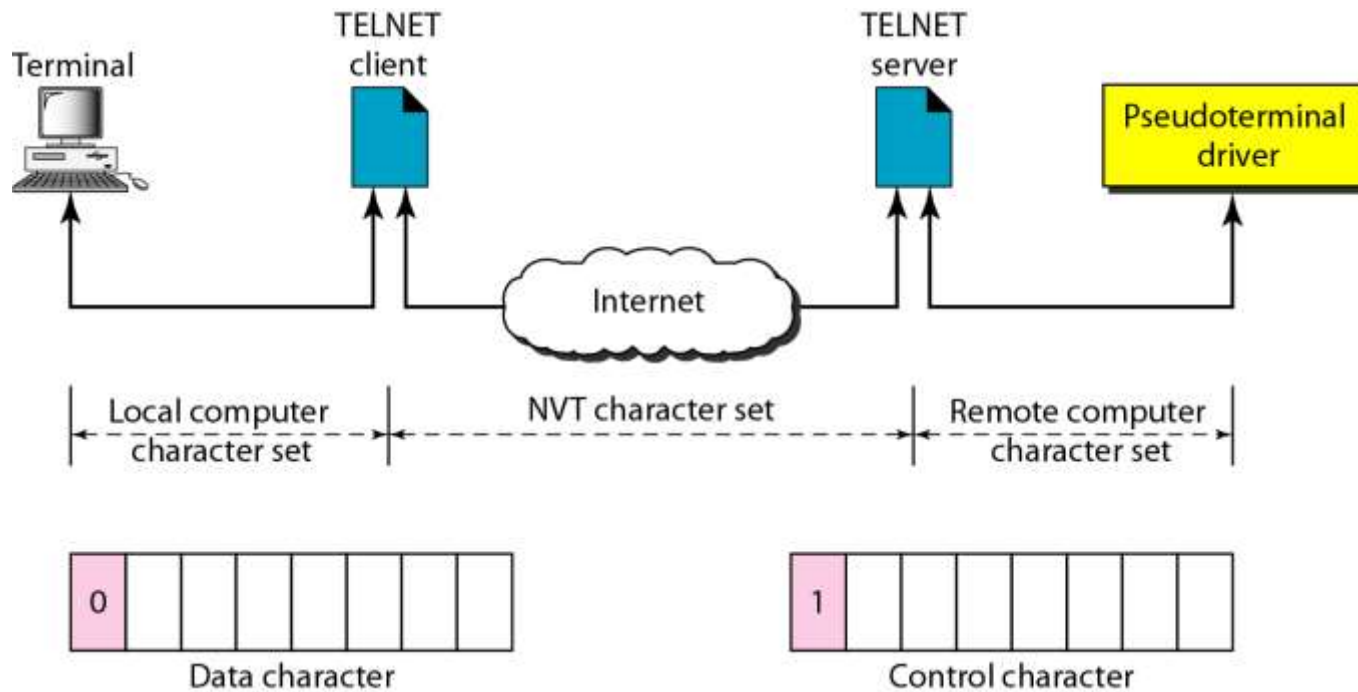 Terminal
TELNET
client
TELNET
server
Pseudoterminal
driver
Internet
Local computer
character set
NVT character set
Remote computer
character set
0
Data character
1
Control character